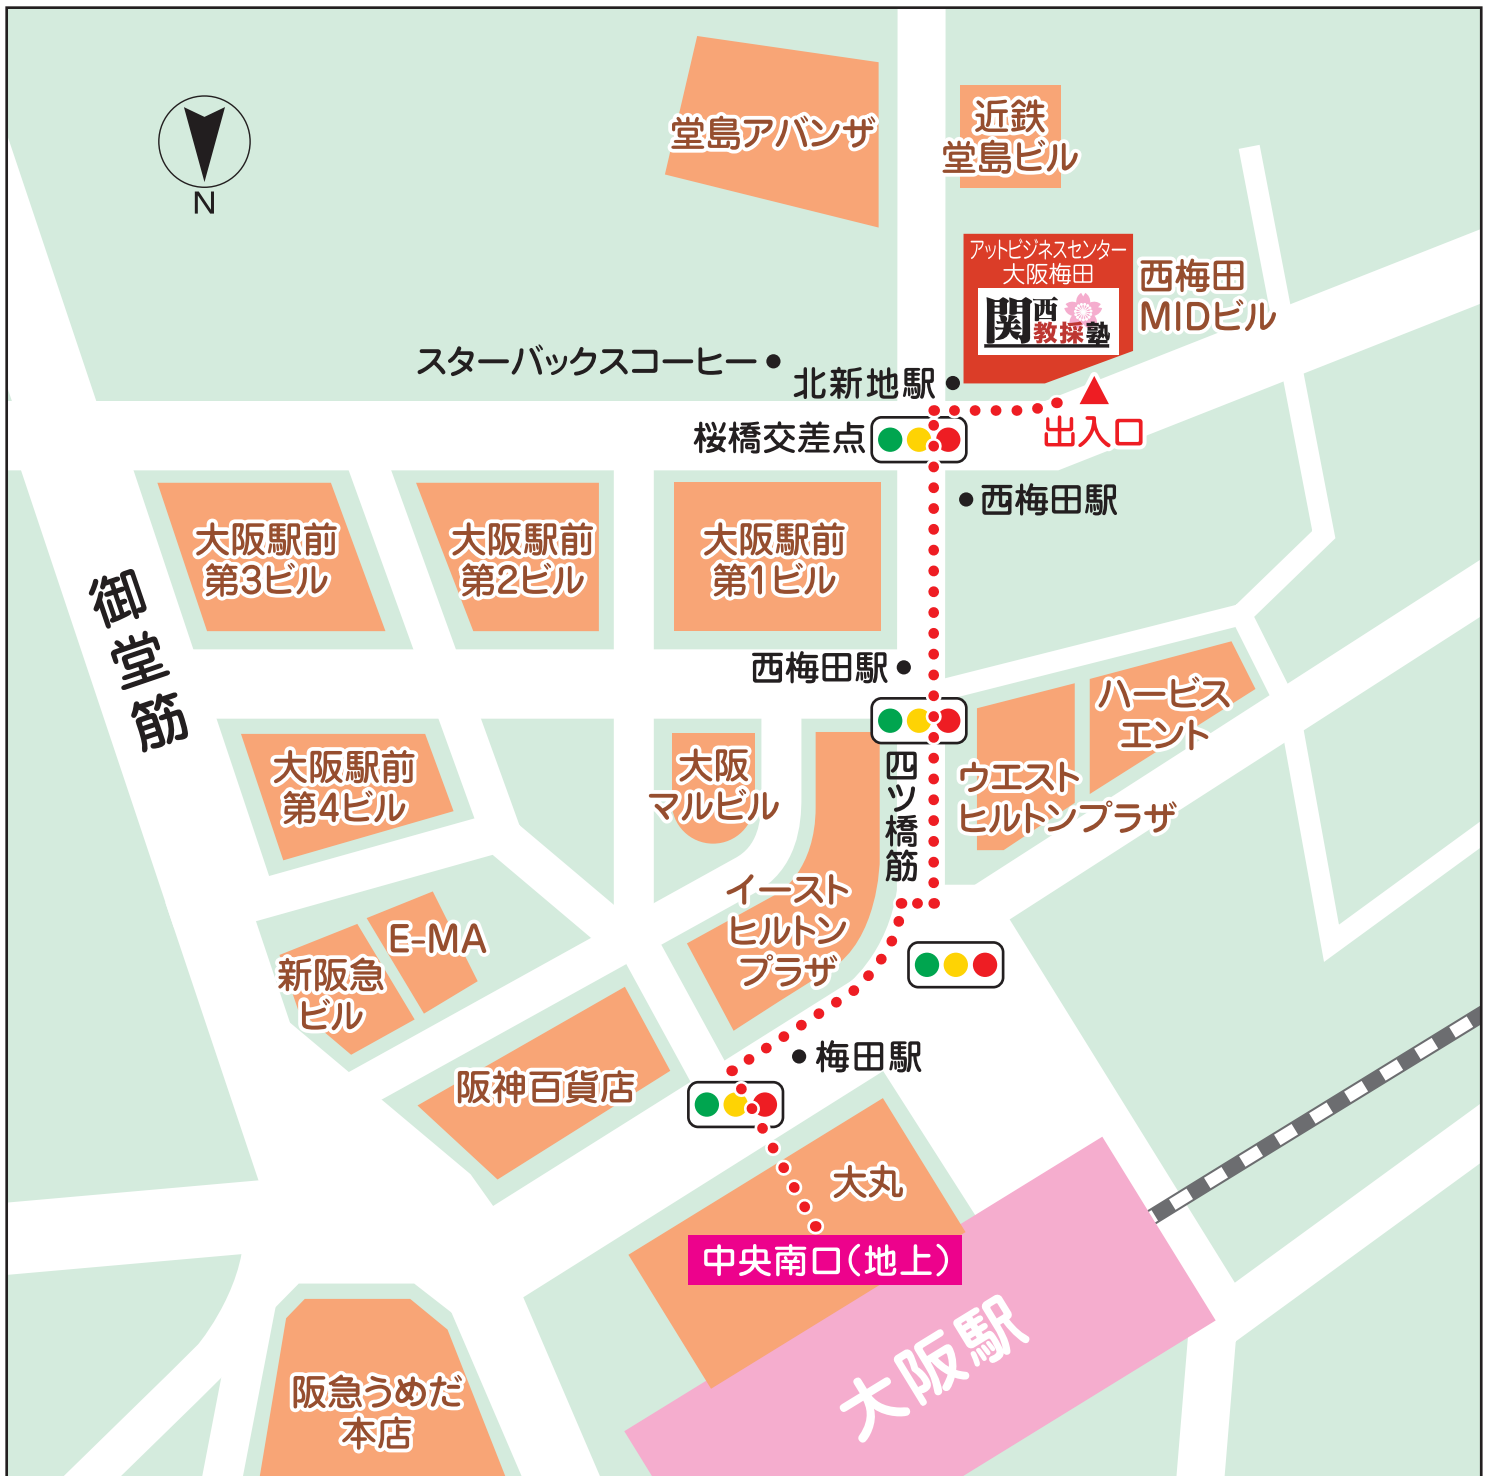 堂島アバンザ
近鉄
堂島ビル
N
アットビジネスセンター
大阪梅田
関西
教採塾
西梅田
MIDビル
スターバックスコーヒー
北新地駅
出入口
桜橋交差点
西梅田駅
大阪駅前
第3ビル
大阪駅前
第2ビル
大阪駅前
第1ビル
御堂筋
西梅田駅
ハービス
エント
大阪駅前
第4ビル
大阪
マルビル
四ツ橋筋
ウエスト
ヒルトンプラザ
イースト
ヒルトン
プラザ
E-MA
新阪急
ビル
梅田駅
阪神百貨店
大丸
中央南口(地上)
大阪駅
阪急うめだ
本店